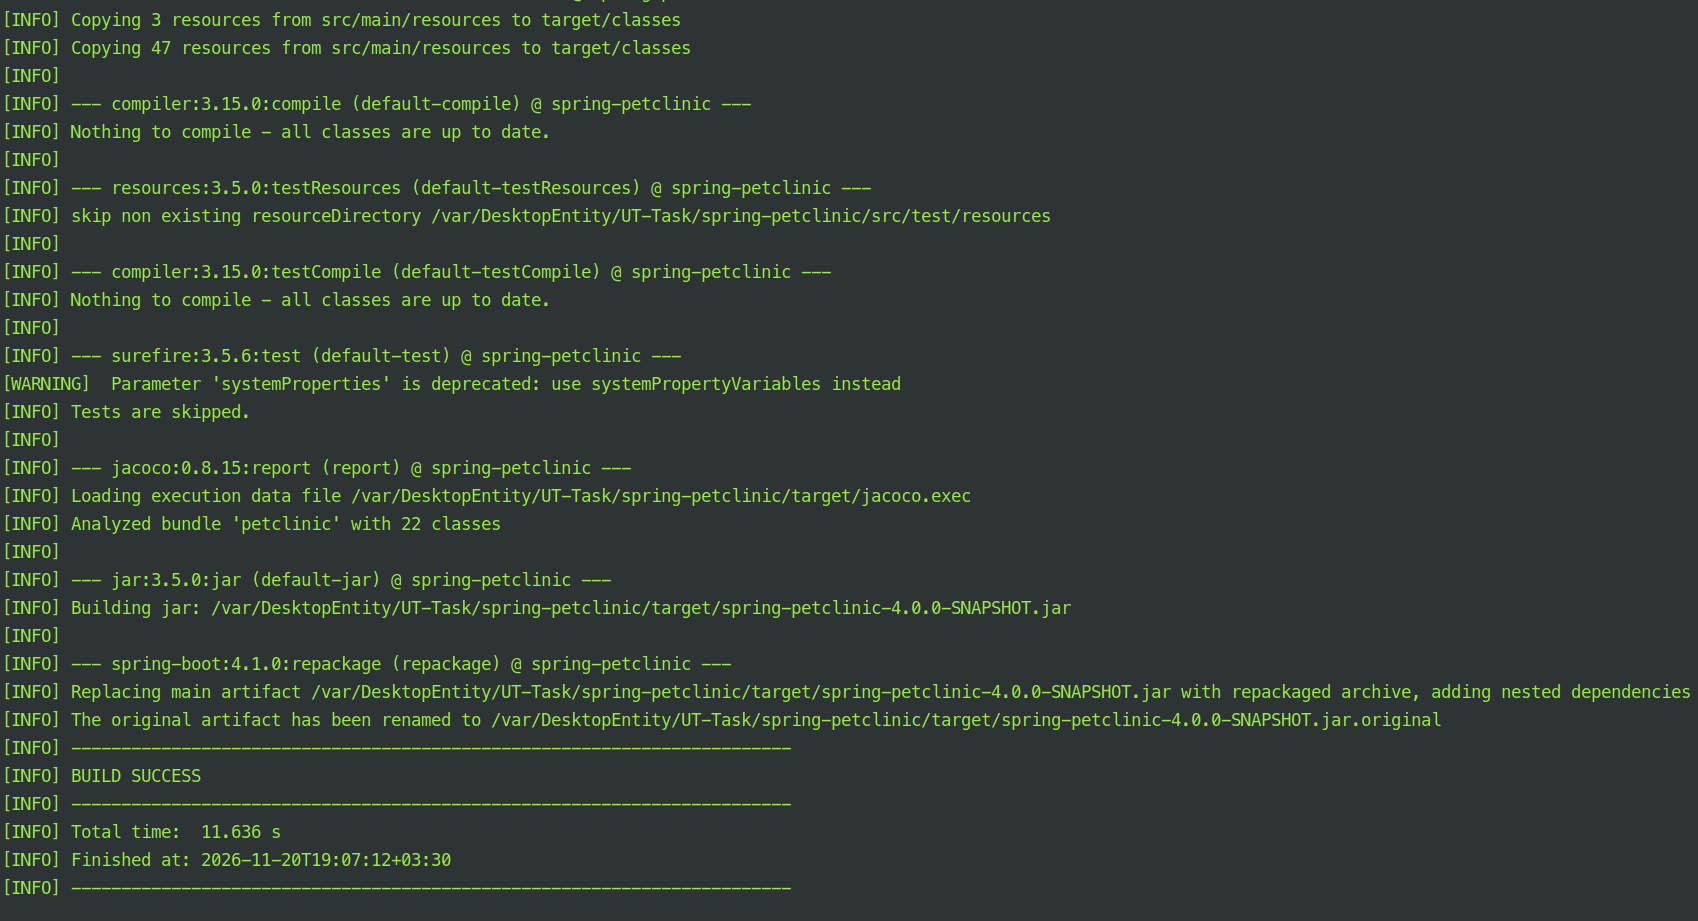 [INFO] Copying 3 resources from src/main/resources to target/classes
[INFO] Copying 47 resources from src/main/resources to target/classes
[INFO]
[INFO] --- compiler:3.15.0:compile (default-compile) @ spring-petclinic ---
[INFO] Nothing to compile - all classes are up to date.
[INFO]
[INFO] --- resources:3.5.0:testResources (default-testResources) @ spring-petclinic ---
[INFO] skip non existing resourceDirectory /var/DesktopEntity/UT-Task/spring-petclinic/src/test/resources
[INFO]
[INFO] --- compiler:3.15.0:testCompile (default-testCompile) @ spring-petclinic ---
[INFO] Nothing to compile - all classes are up to date.
[INFO]
[INFO] --- surefire:3.5.6:test (default-test) @ spring-petclinic ---
[WARNING]  Parameter 'systemProperties' is deprecated: use systemPropertyVariables instead
[INFO] Tests are skipped.
[INFO]
[INFO] --- jacoco:0.8.15:report (report) @ spring-petclinic ---
[INFO] Loading execution data file /var/DesktopEntity/UT-Task/spring-petclinic/target/jacoco.exec
[INFO] Analyzed bundle 'petclinic' with 22 classes
[INFO]
[INFO] --- jar:3.5.0:jar (default-jar) @ spring-petclinic ---
[INFO] Building jar: /var/DesktopEntity/UT-Task/spring-petclinic/target/spring-petclinic-4.0.0-SNAPSHOT.jar
[INFO]
[INFO] --- spring-boot:4.1.0:repackage (repackage) @ spring-petclinic ---
[INFO] Replacing main artifact /var/DesktopEntity/UT-Task/spring-petclinic/target/spring-petclinic-4.0.0-SNAPSHOT.jar with repackaged archive, adding nested dependencies
[INFO] The original artifact has been renamed to /var/DesktopEntity/UT-Task/spring-petclinic/target/spring-petclinic-4.0.0-SNAPSHOT.jar.original
[INFO] ------------------------------------------------------------------------
[INFO] BUILD SUCCESS
[INFO] ------------------------------------------------------------------------
[INFO] Total time:  11.636 s
[INFO] Finished at: 2026-11-20T19:07:12+03:30
[INFO] ------------------------------------------------------------------------